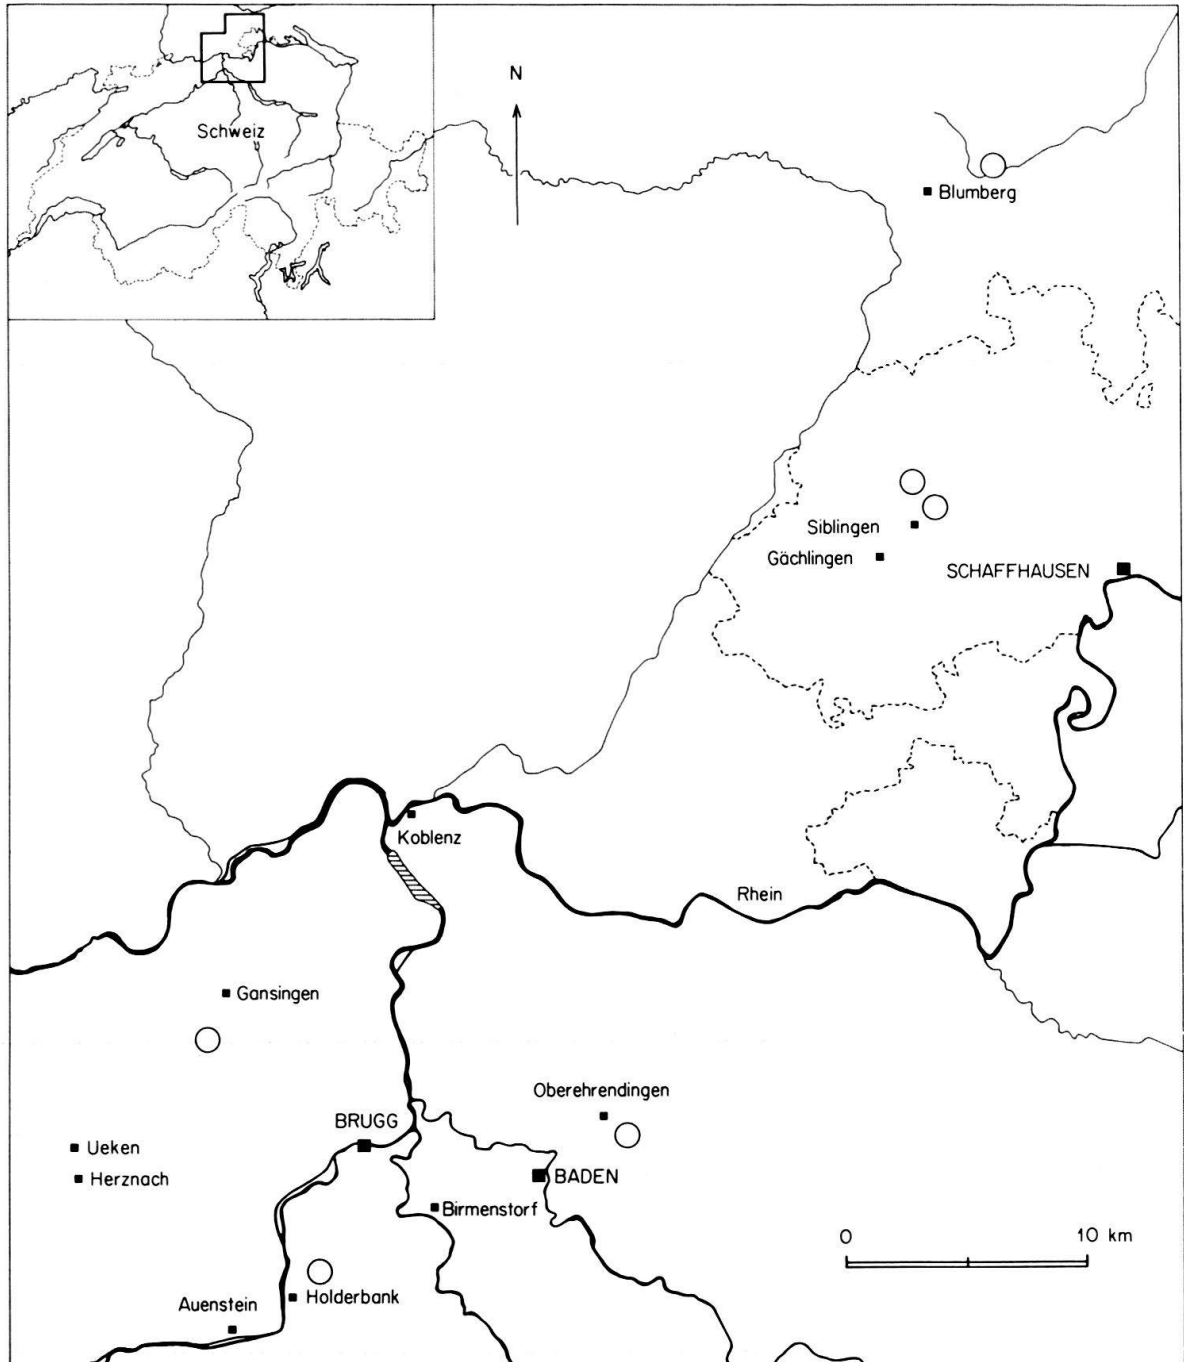 N
Schweiz
Blumberg
Siblingen
Gächlingen
SCHAFFHAUSEN
Koblenz
Rhein
Gansingen
Oberehrendingen
BRUGG
Ueken
BADEN
Herznach
Birmenstorf
0 10 km
Holderbank
Auenstein